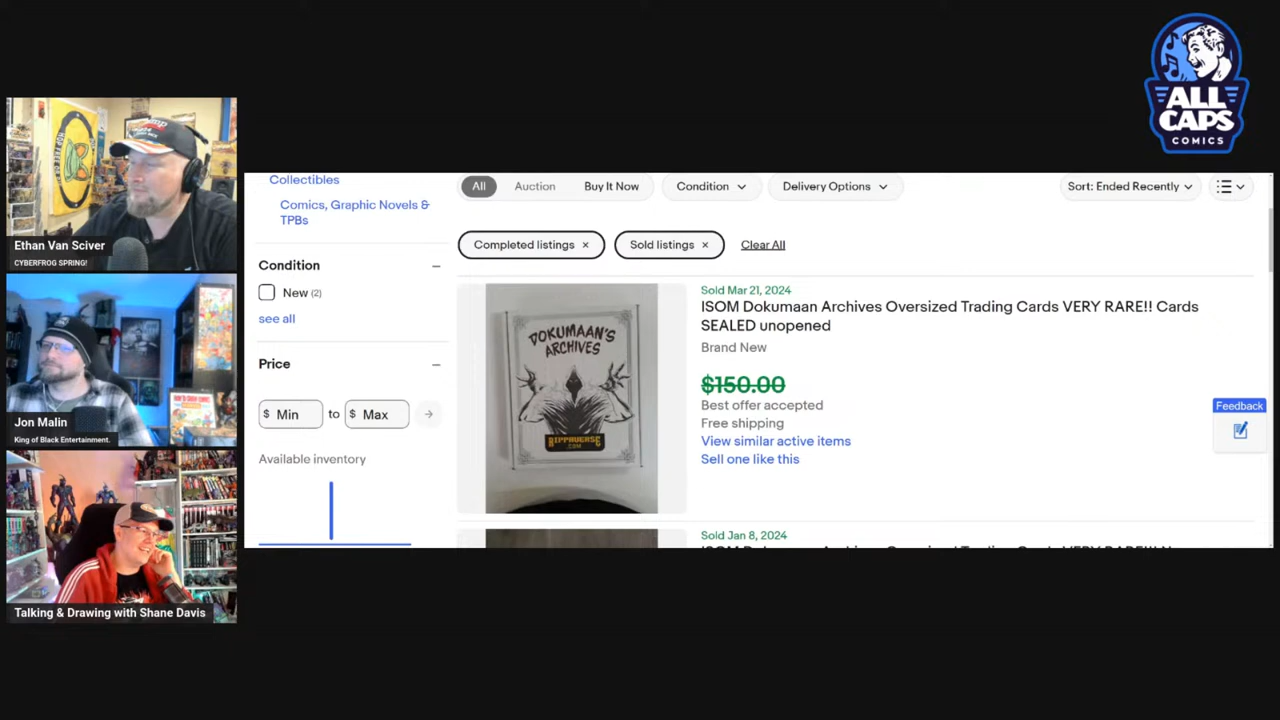 ALL
CAPS
COMICS
Ethan Van Sciver
CYBERFROG SPRING!
Jon Malin
King of Black Entertainment.
Talking & Drawing with Shane Davis
Collectibles
Comics, Graphic Novels &
TPBs
Condition
New (2)
see all
Price
$ Min to $ Max
Available inventory
All Auction Buy It Now Condition Delivery Options Sort: Ended Recently
Completed listings × Sold listings × Clear All
DOKUMAAN'S
ARCHIVES
RIPPAVERSE
.COM
Sold Mar 21, 2024
ISOM Dokumaan Archives Oversized Trading Cards VERY RARE!! Cards
SEALED unopened
Brand New
$150.00
Best offer accepted
Free shipping
View similar active items
Sell one like this
Sold Jan 8, 2024
Feedback